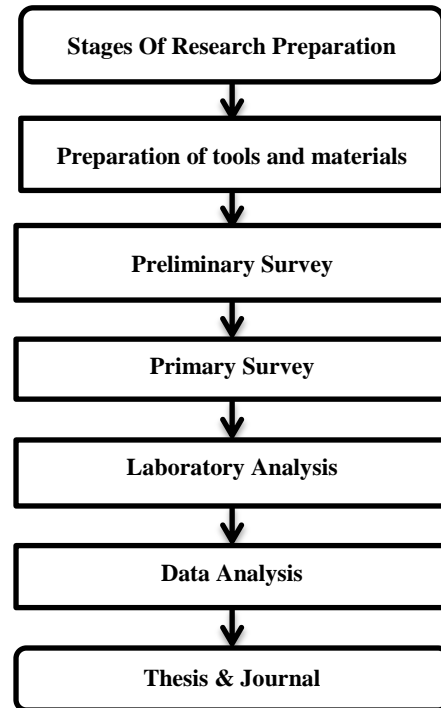 Stages Of Research Preparation
Preparation of tools and materials
Preliminary Survey
Primary Survey
Laboratory Analysis
Data Analysis
Thesis & Journal